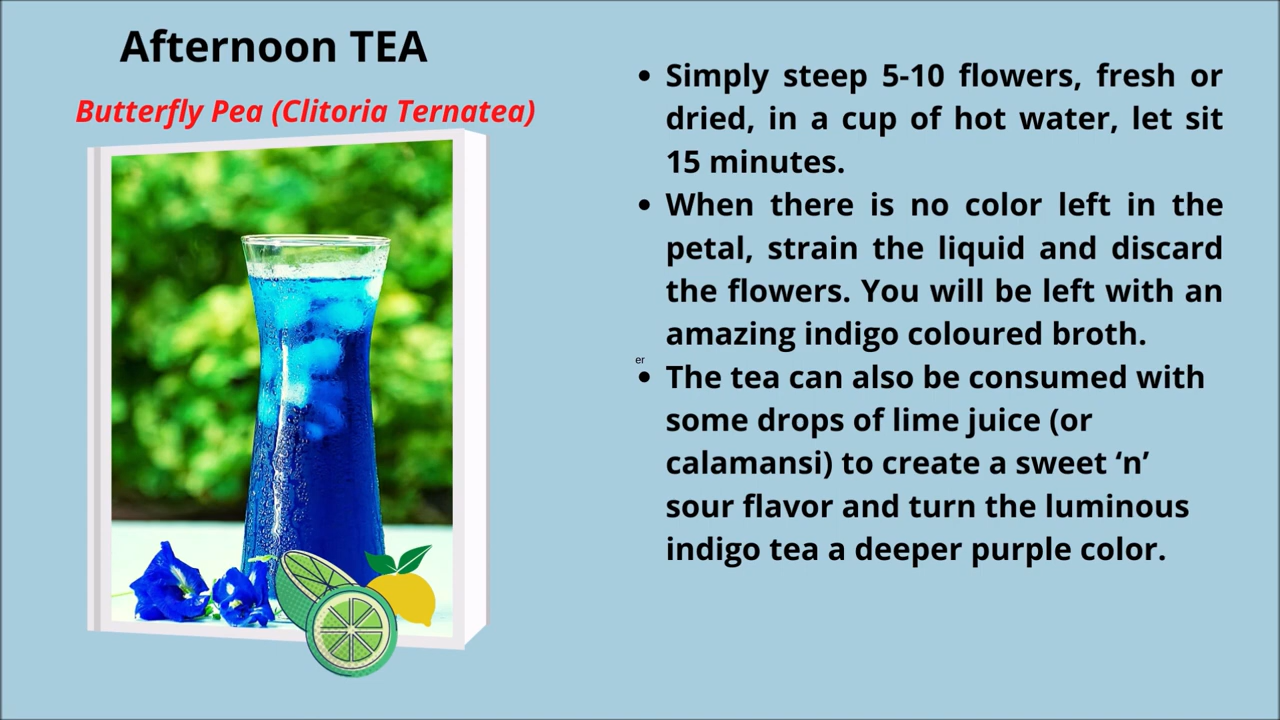 Afternoon TEA
Butterfly Pea (Clitoria Ternatea)
• Simply steep 5-10 flowers, fresh or
dried, in a cup of hot water, let sit
15 minutes.
• When there is no color left in the
petal, strain the liquid and discard
the flowers. You will be left with an
amazing indigo coloured broth.
er
• The tea can also be consumed with
some drops of lime juice (or
calamansi) to create a sweet ‘n’
sour flavor and turn the luminous
indigo tea a deeper purple color.